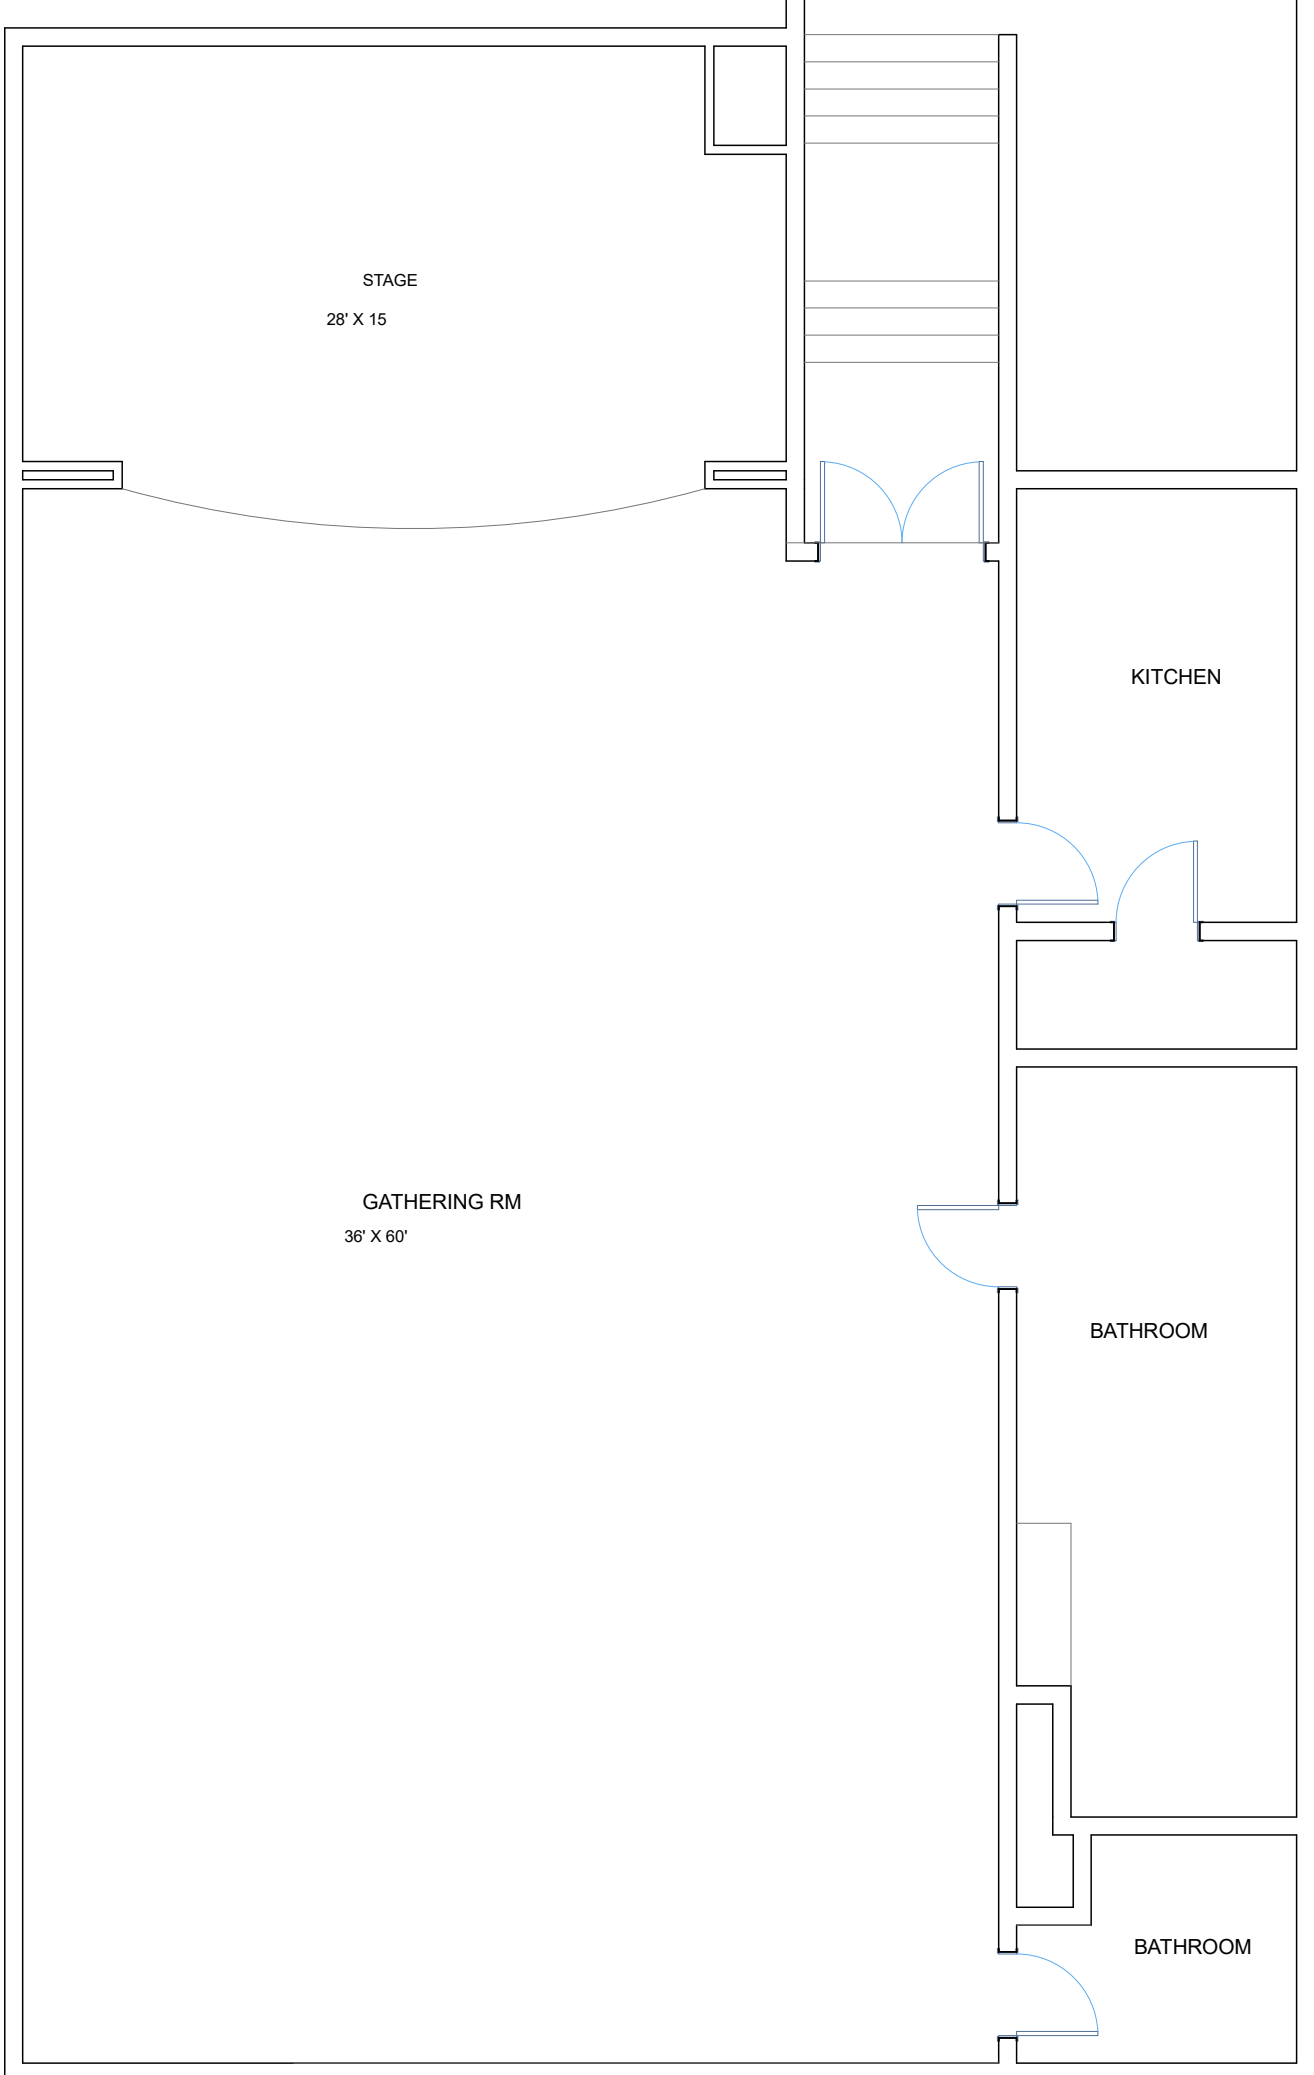 STAGE
28' X 15
KITCHEN
GATHERING RM
36' X 60'
BATHROOM
BATHROOM